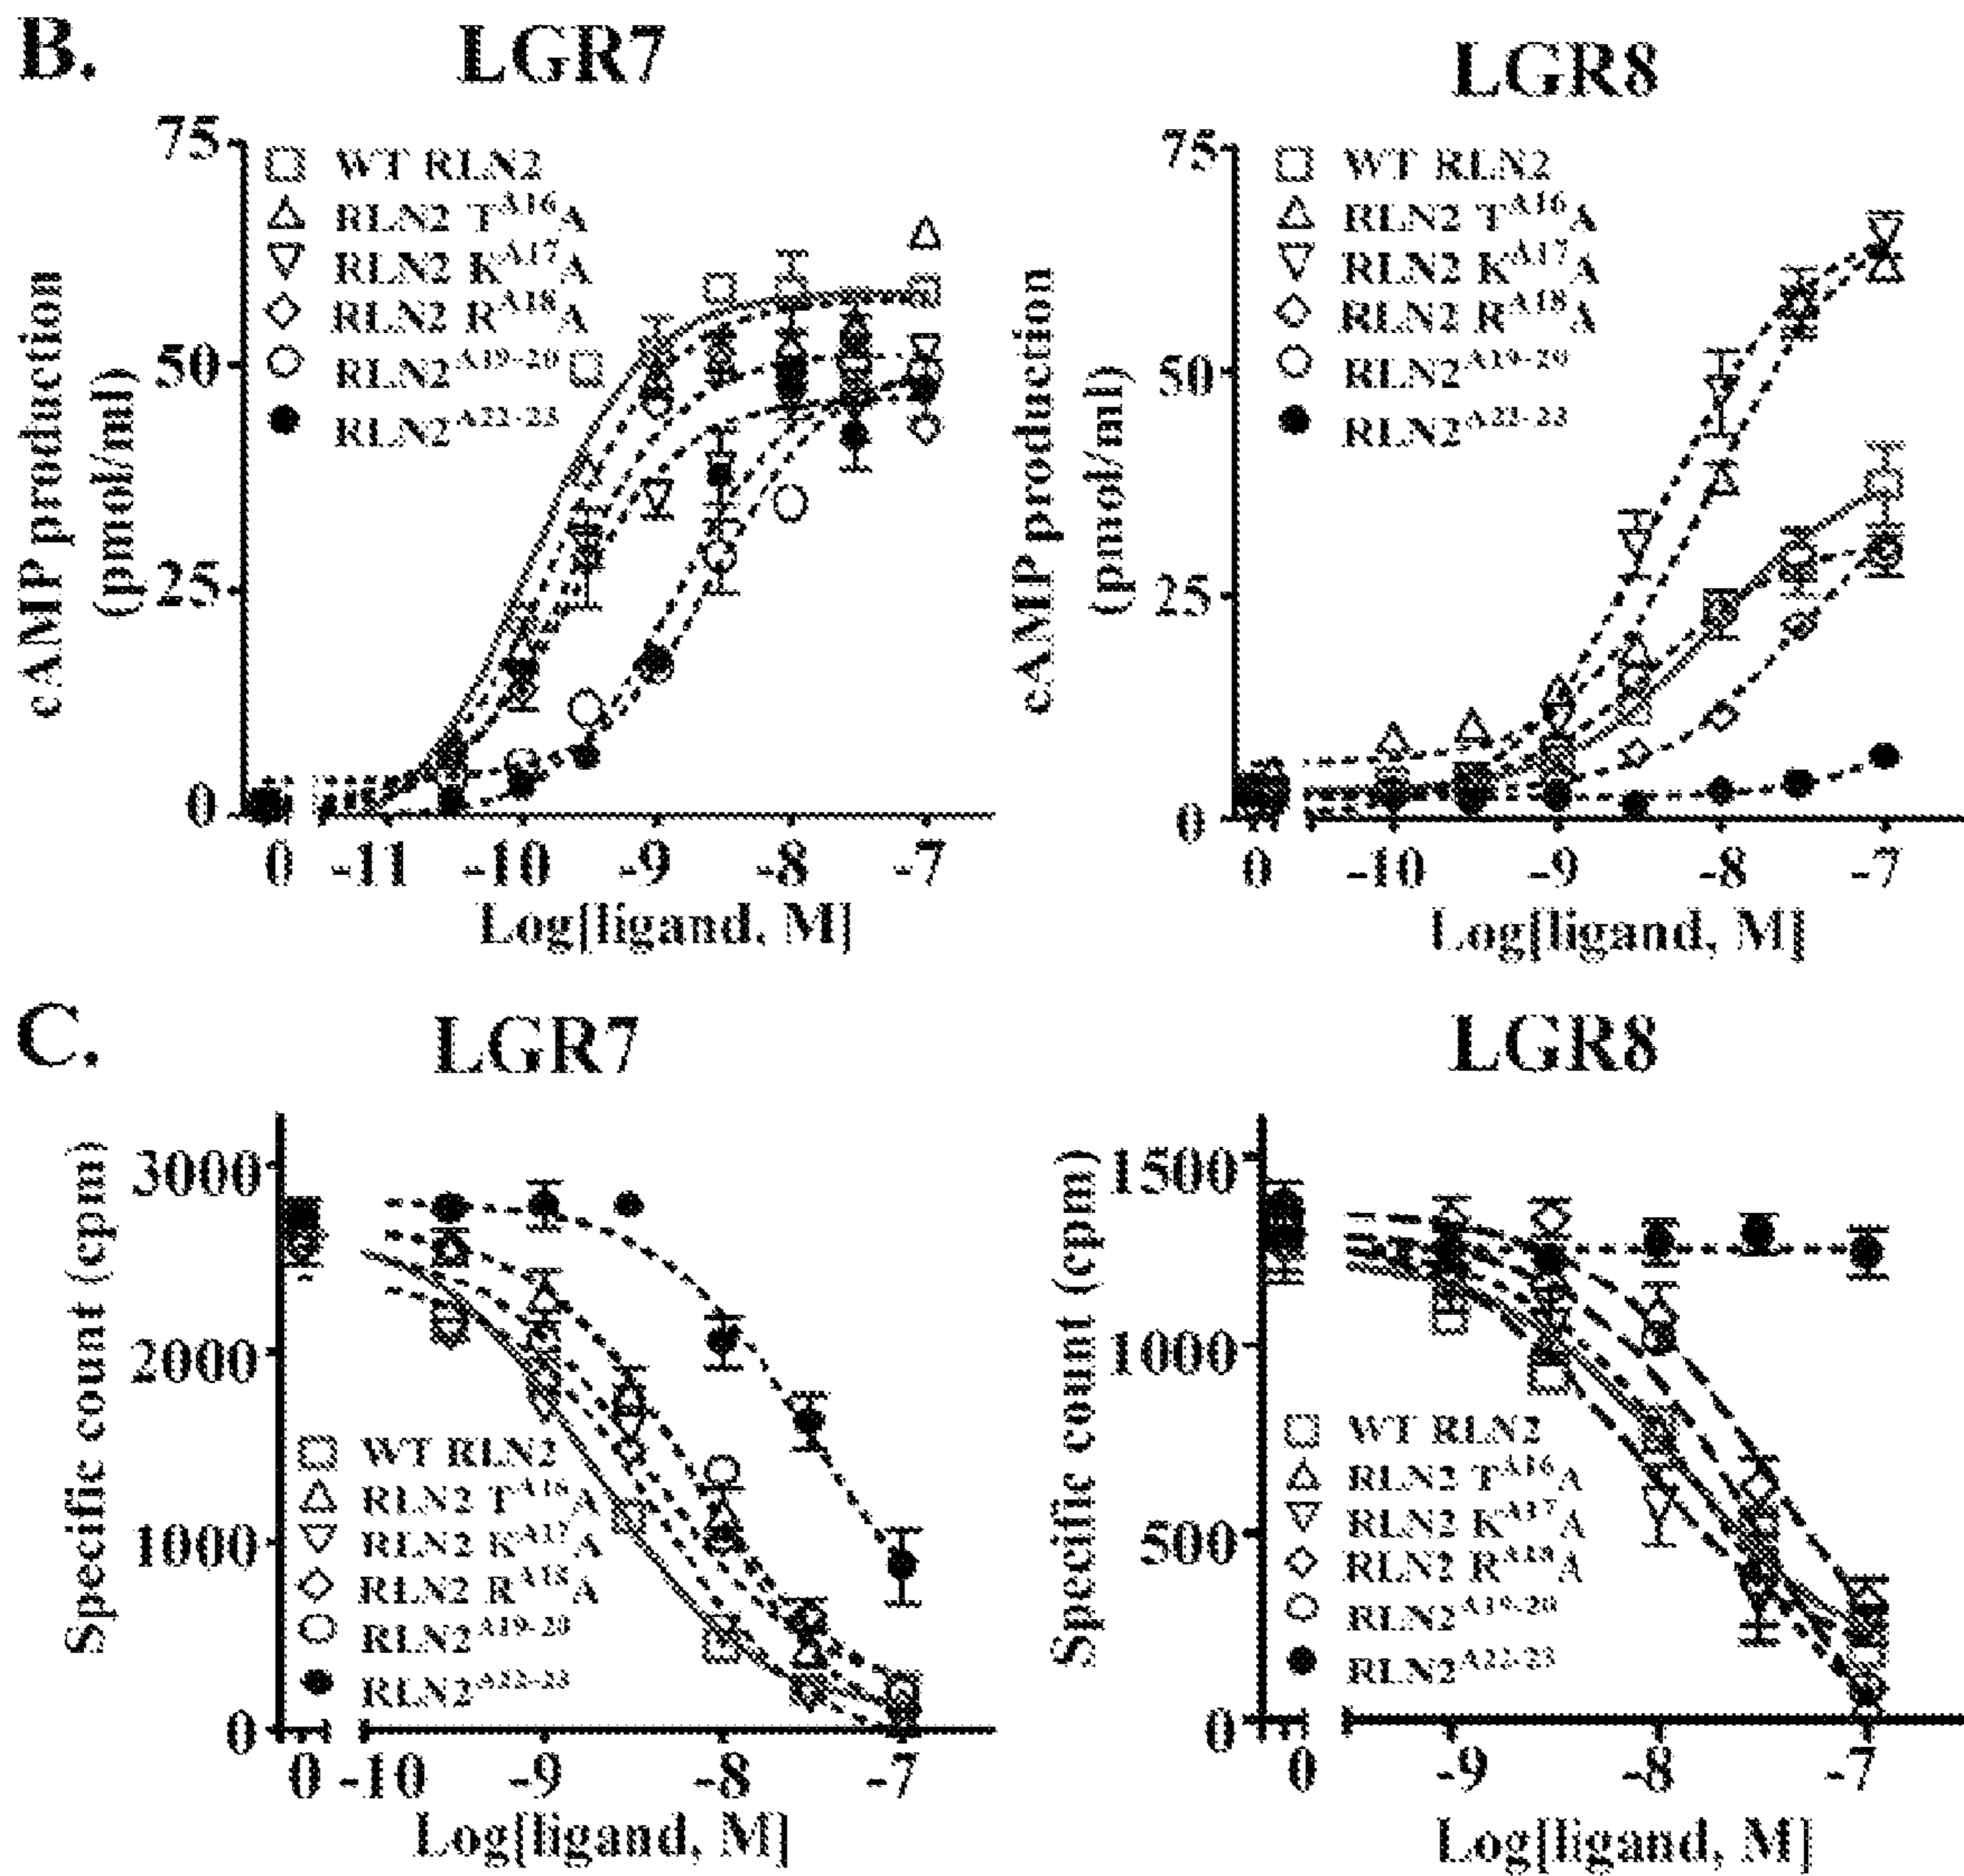 B.
LGR7
75
50
25
0
cAMP production
(pmol/ml)
WT RLN2
RLN2 T^A16A
RLN2 K^A17A
RLN2 R^A18A
RLN2^A19-20
RLN2^A22-23
0 -11 -10 -9 -8 -7
Log[ligand, M]
LGR8
75
50
25
0
cAMP production
(pmol/ml)
WT RLN2
RLN2 T^A16A
RLN2 K^A17A
RLN2 R^A18A
RLN2^A19-20
RLN2^A22-23
0 -10 -9 -8 -7
Log[ligand, M]
C.
LGR7
3000
2000
1000
0
Specific count (cpm)
WT RLN2
RLN2 T^A16A
RLN2 K^A17A
RLN2 R^A18A
RLN2^A19-20
RLN2^A22-23
0 -10 -9 -8 -7
Log[ligand, M]
LGR8
1500
1000
500
0
Specific count (cpm)
WT RLN2
RLN2 T^A16A
RLN2 K^A17A
RLN2 R^A18A
RLN2^A19-20
RLN2^A22-23
0 -9 -8 -7
Log[ligand, M]